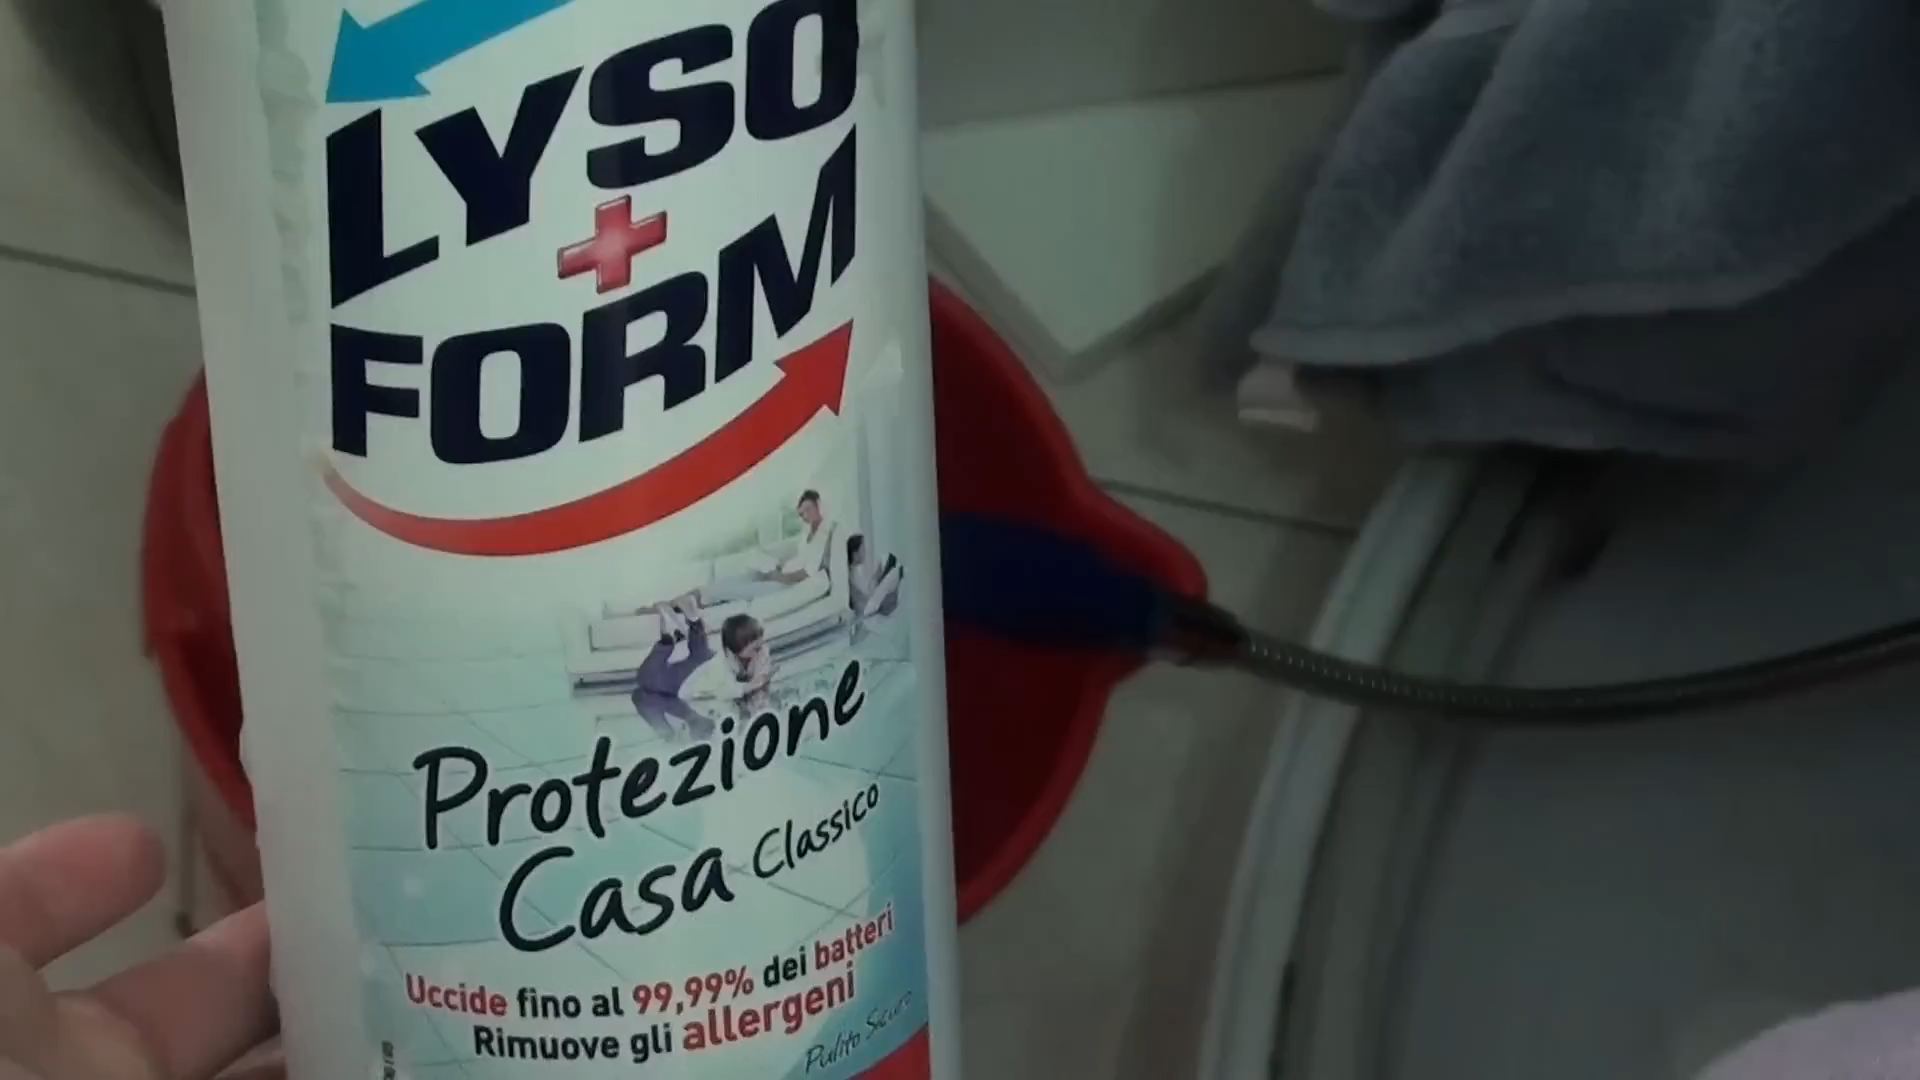 LYSO
FORM
Protezione
Casa Classico
Uccide fino al 99,99% dei batteri
Rimuove gli allergeni
Pulito Sicuro